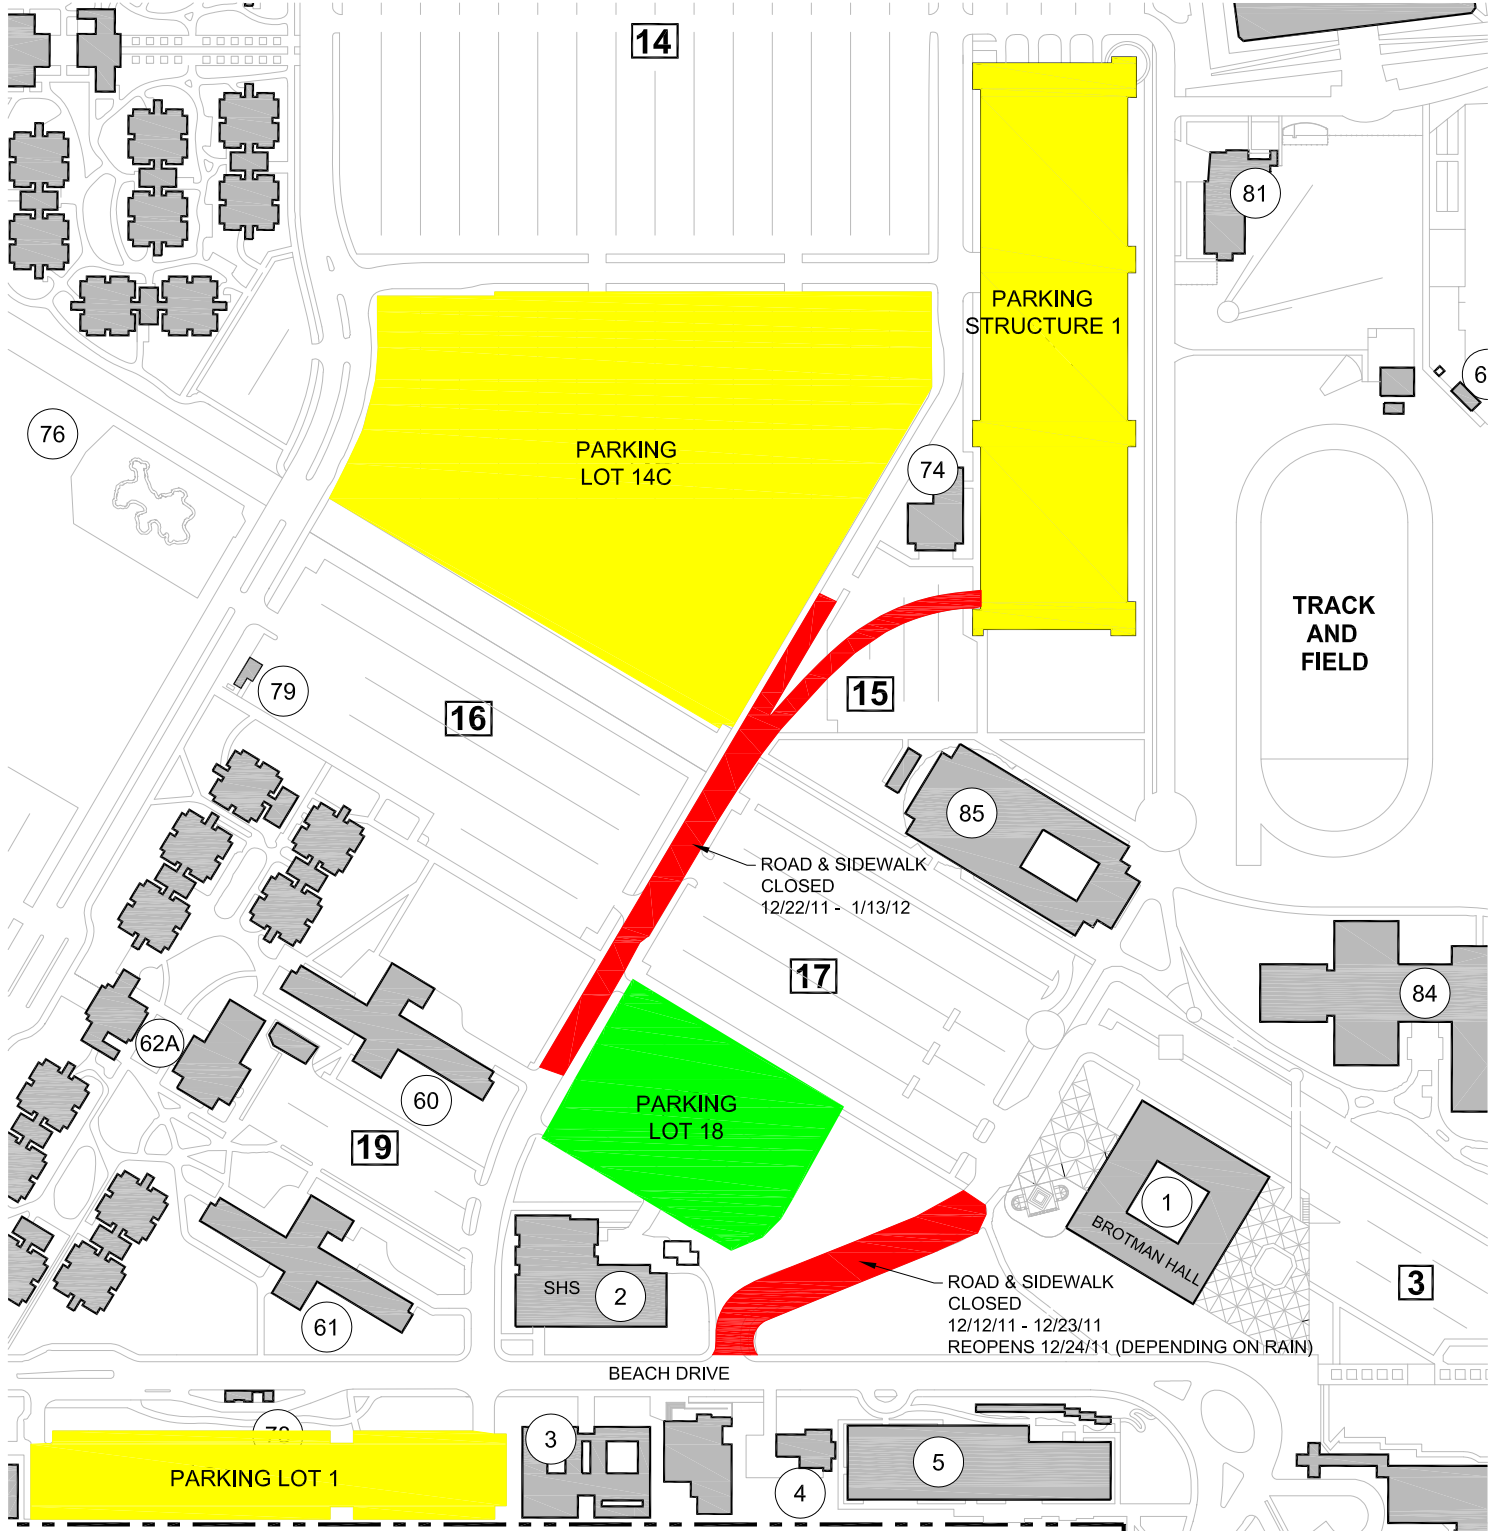 14
81
PARKING
STRUCTURE 1
6
76
PARKING
LOT 14C
74
TRACK
AND
FIELD
79
15
16
85
ROAD & SIDEWALK
CLOSED
12/22/11 - 1/13/12
17
84
62A
60
PARKING
LOT 18
19
1
BROTMAN HALL
SHS
2
ROAD & SIDEWALK
CLOSED
12/12/11 - 12/23/11
REOPENS 12/24/11 (DEPENDING ON RAIN)
3
61
BEACH DRIVE
3
PARKING LOT 1
5
4